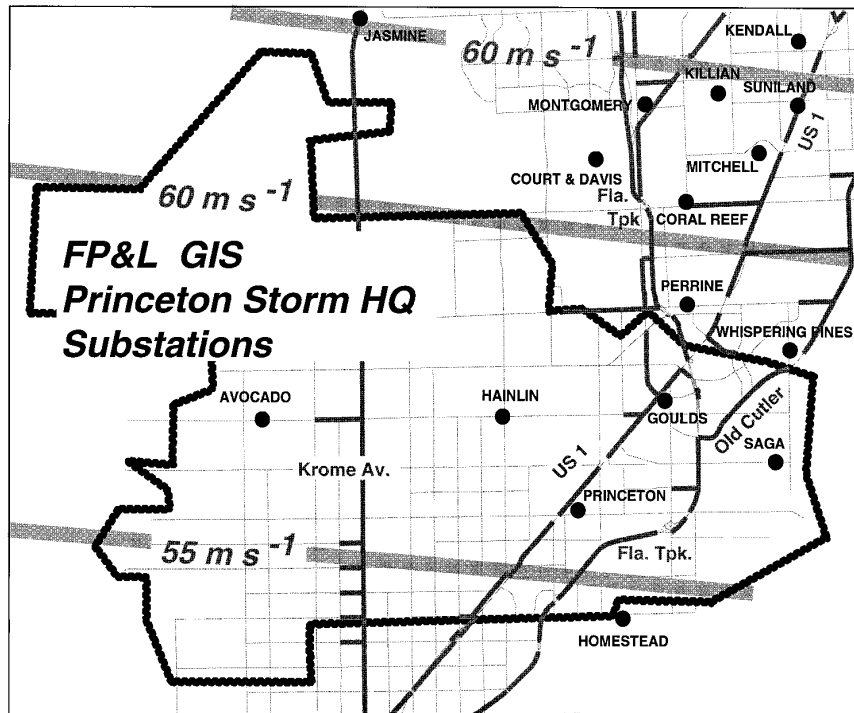 JASMINE
60 m s -1
KENDALL
KILLIAN
SUNILAND
MONTGOMERY
US 1
MITCHELL
COURT & DAVIS
Fla.
Tpk
CORAL REEF
60 m s -1
FP&L GIS
Princeton Storm HQ
Substations
PERRINE
WHISPERING PINES
AVOCADO
HAINLIN
GOULDS
Old Cutler
SAGA
Krome Av.
US 1
PRINCETON
55 m s -1
Fla. Tpk.
HOMESTEAD